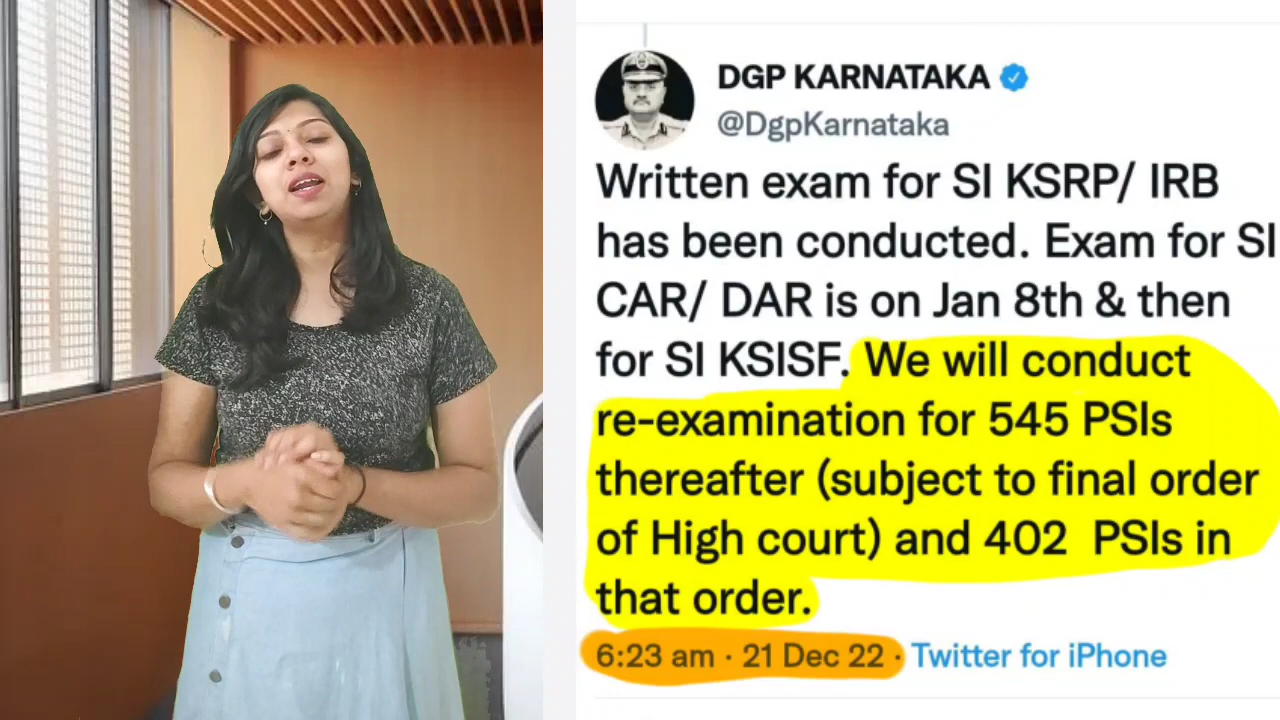 DGP KARNATAKA
@DgpKarnataka
Written exam for SI KSRP/ IRB
has been conducted. Exam for SI
CAR/ DAR is on Jan 8th & then
for SI KSISF. We will conduct
re-examination for 545 PSIs
thereafter (subject to final order
of High court) and 402 PSIs in
that order.
6:23 am · 21 Dec 22 · Twitter for iPhone